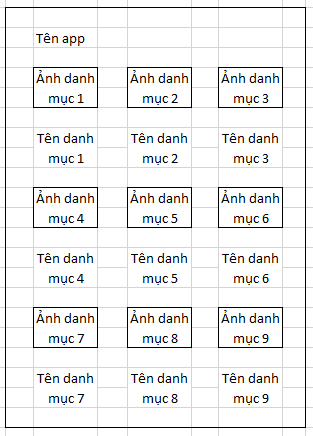 Tên app
Ảnh danh mục 1
Ảnh danh mục 2
Ảnh danh mục 3
Tên danh mục 1
Tên danh mục 2
Tên danh mục 3
Ảnh danh mục 4
Ảnh danh mục 5
Ảnh danh mục 6
Tên danh mục 4
Tên danh mục 5
Tên danh mục 6
Ảnh danh mục 7
Ảnh danh mục 8
Ảnh danh mục 9
Tên danh mục 7
Tên danh mục 8
Tên danh mục 9